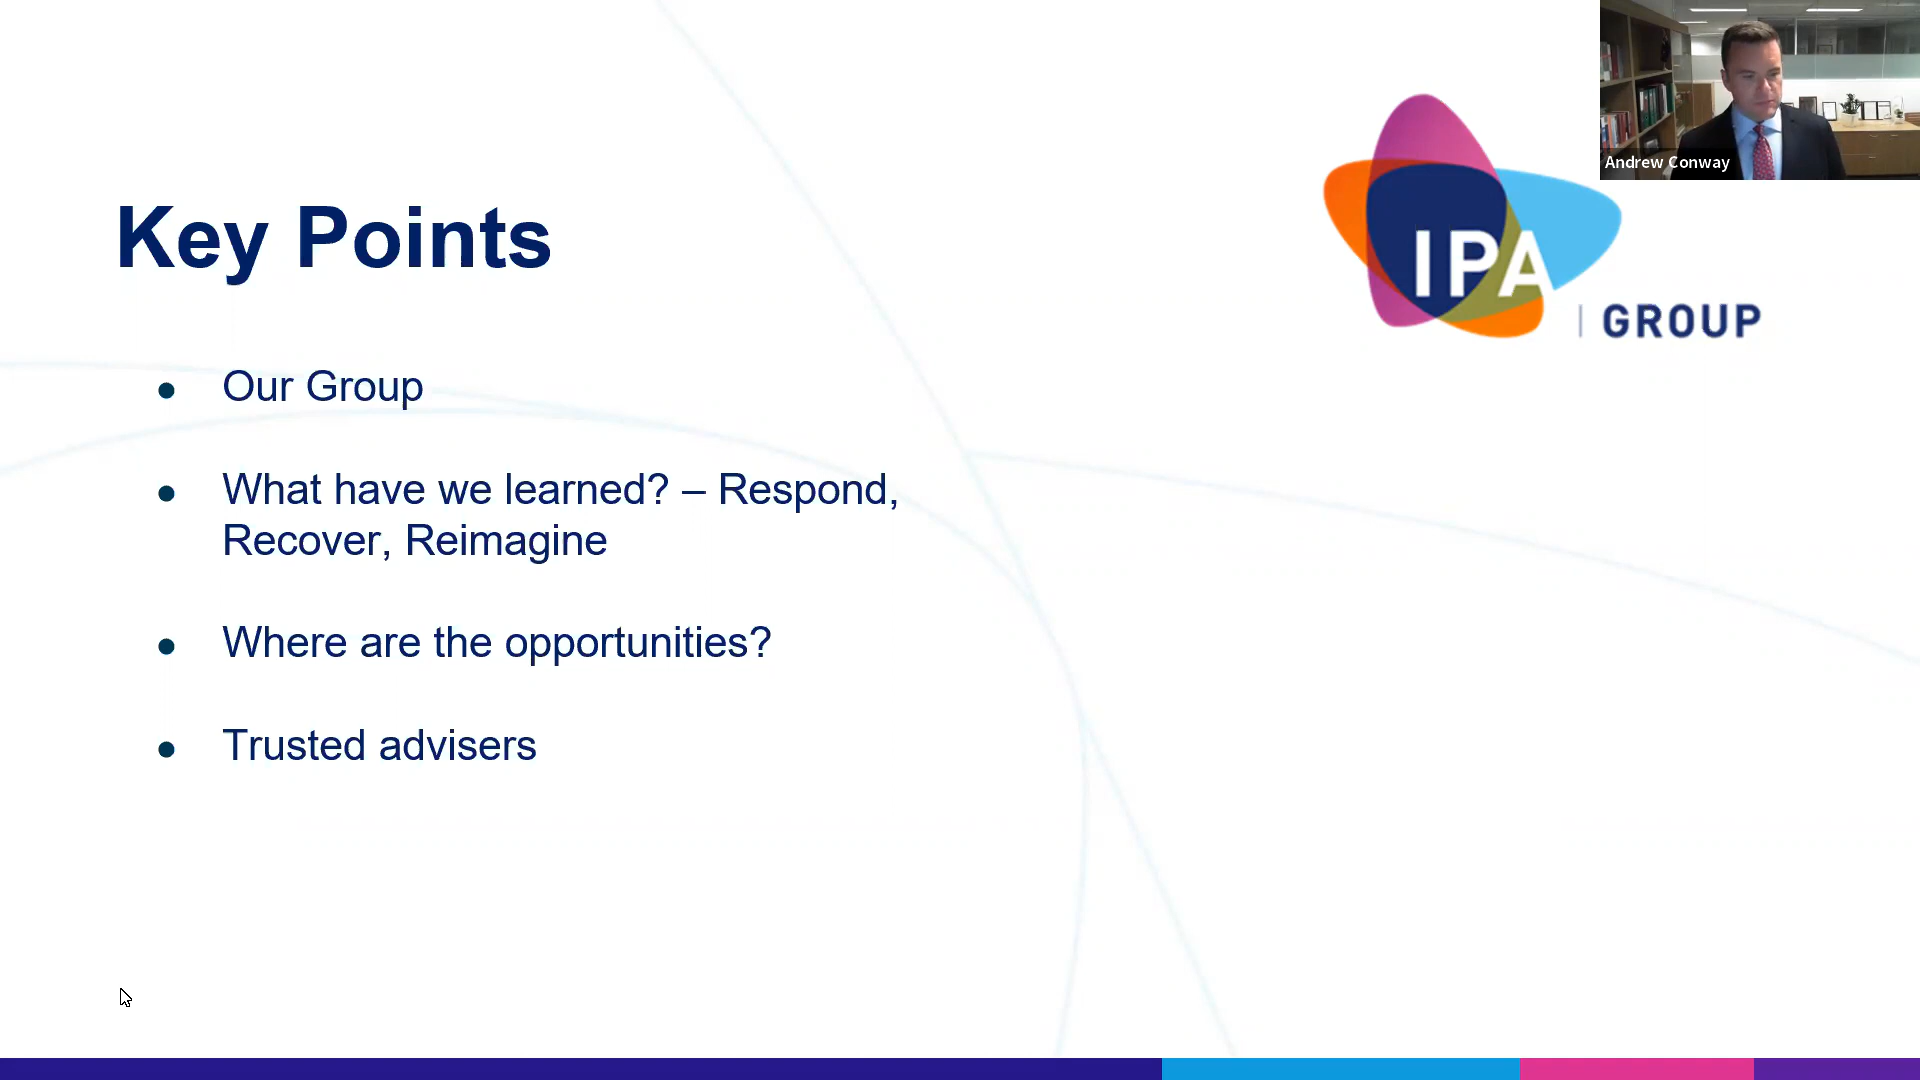 Andrew Conway
IPA
| GROUP
Key Points
• Our Group
• What have we learned? – Respond,
Recover, Reimagine
• Where are the opportunities?
• Trusted advisers